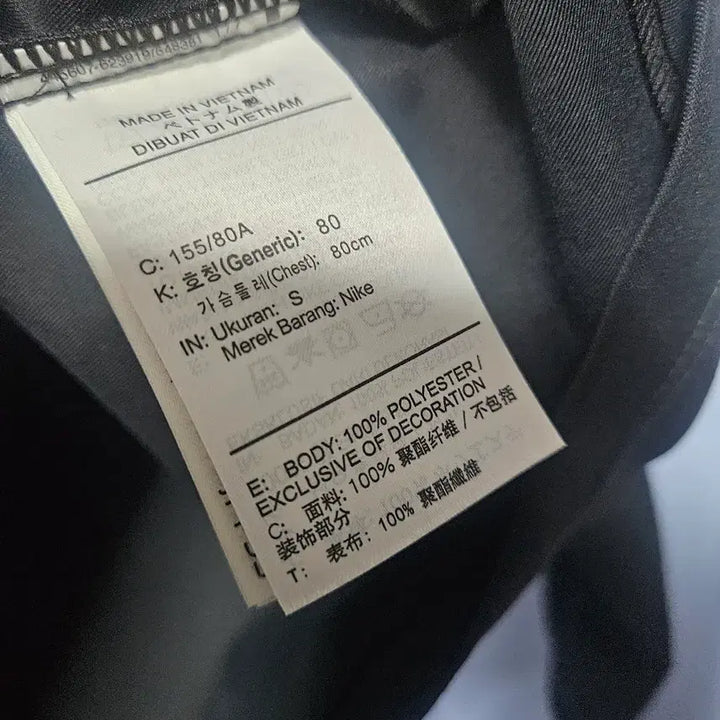 MADE IN VIETNAM
ベトナム製
DIBUAT DI VIETNAM
C: 155/80A
K: 호칭(Generic): 80
가슴둘레(Chest): 80cm
IN: Ukuran: S
Merek Barang: Nike
E: BODY: 100% POLYESTER /
EXCLUSIVE OF DECORATION
C: 面料: 100% 聚酯纤维 / 不包括
装饰部分
T: 表布: 100% 聚酯纖維